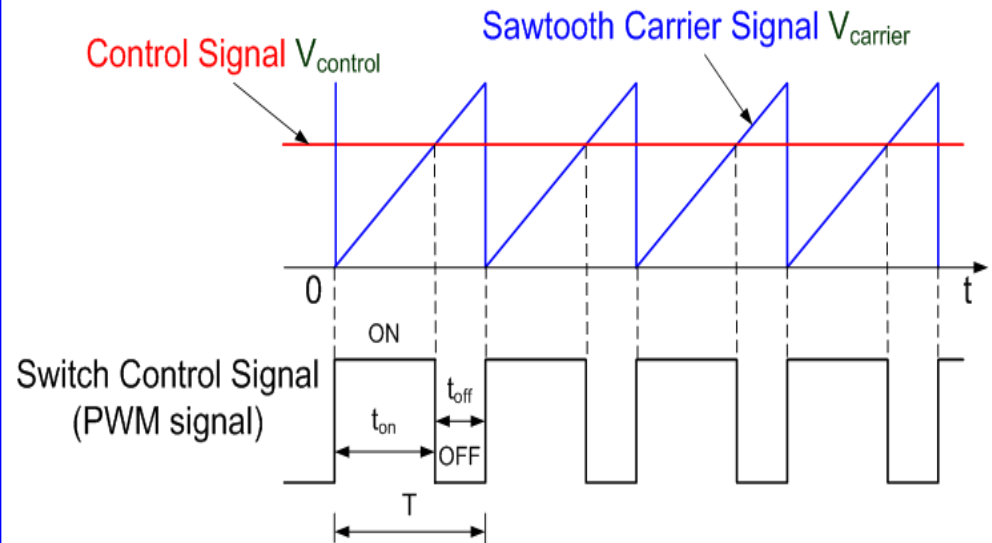 Sawtooth Carrier Signal Vcarrier
Control Signal Vcontrol
0
t
ON
Switch Control Signal
(PWM signal)
toff
ton
OFF
T